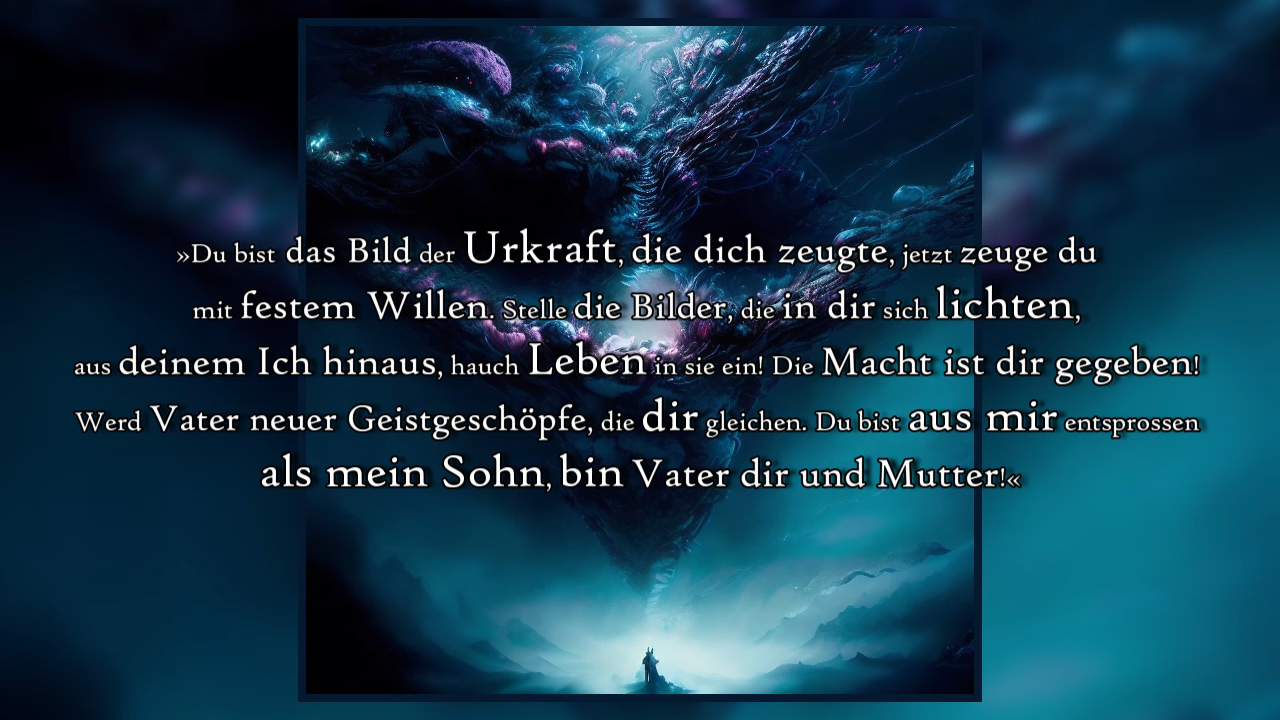 »Du bist das Bild der Urkraft, die dich zeugte, jetzt zeuge du
mit festem Willen. Stelle die Bilder, die in dir sich lichten,
aus deinem Ich hinaus, hauch Leben in sie ein! Die Macht ist dir gegeben!
Werd Vater neuer Geistgeschöpfe, die dir gleichen. Du bist aus mir entsprossen
als mein Sohn, bin Vater dir und Mutter!«